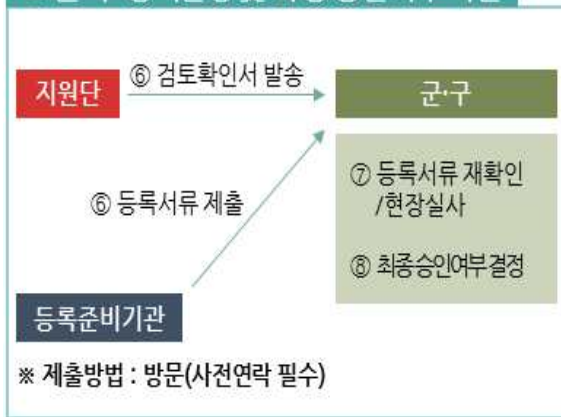 지원단
⑥ 검토확인서 발송
군·구
⑥ 등록서류 제출
⑦ 등록서류 재확인
/현장실사
⑧ 최종승인여부결정
등록준비기관
※ 제출방법 : 방문(사전연락 필수)